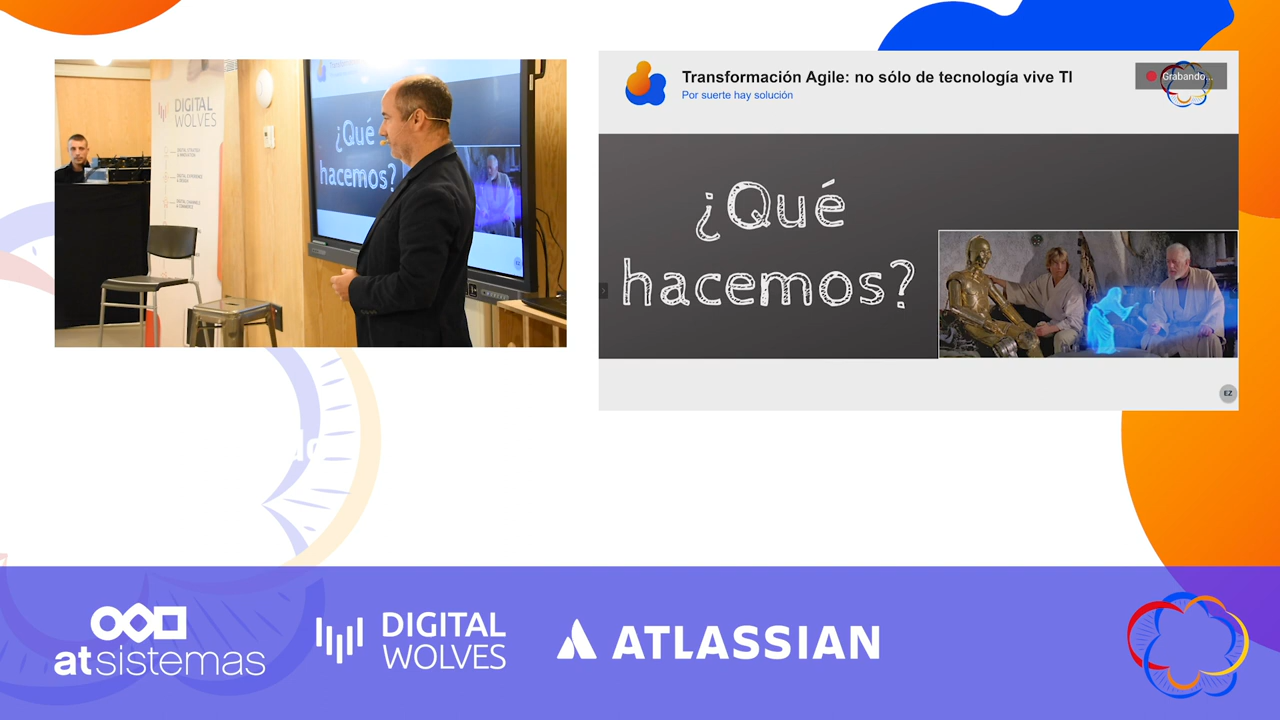 DIGITAL
WOLVES
¿Qué
hacemos?
Transformación Agile: no sólo de tecnología vive TI
Por suerte hay solución
Grabando...
¿Qué
hacemos?
EZ
atsistemas
DIGITAL
WOLVES
ATLASSIAN